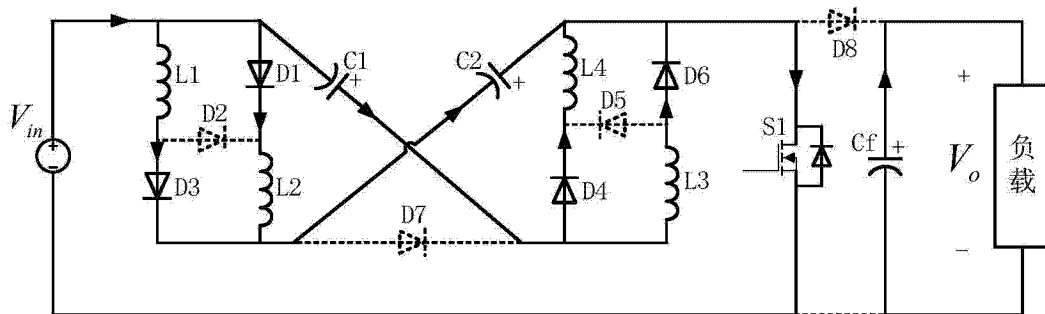 D8
C1
C2
L1
D1
L4
D6
+
+
+
D2
D5
S1
Cf
+
V_in
+
-
V_o
负载
D3
L2
D4
L3
D7
-